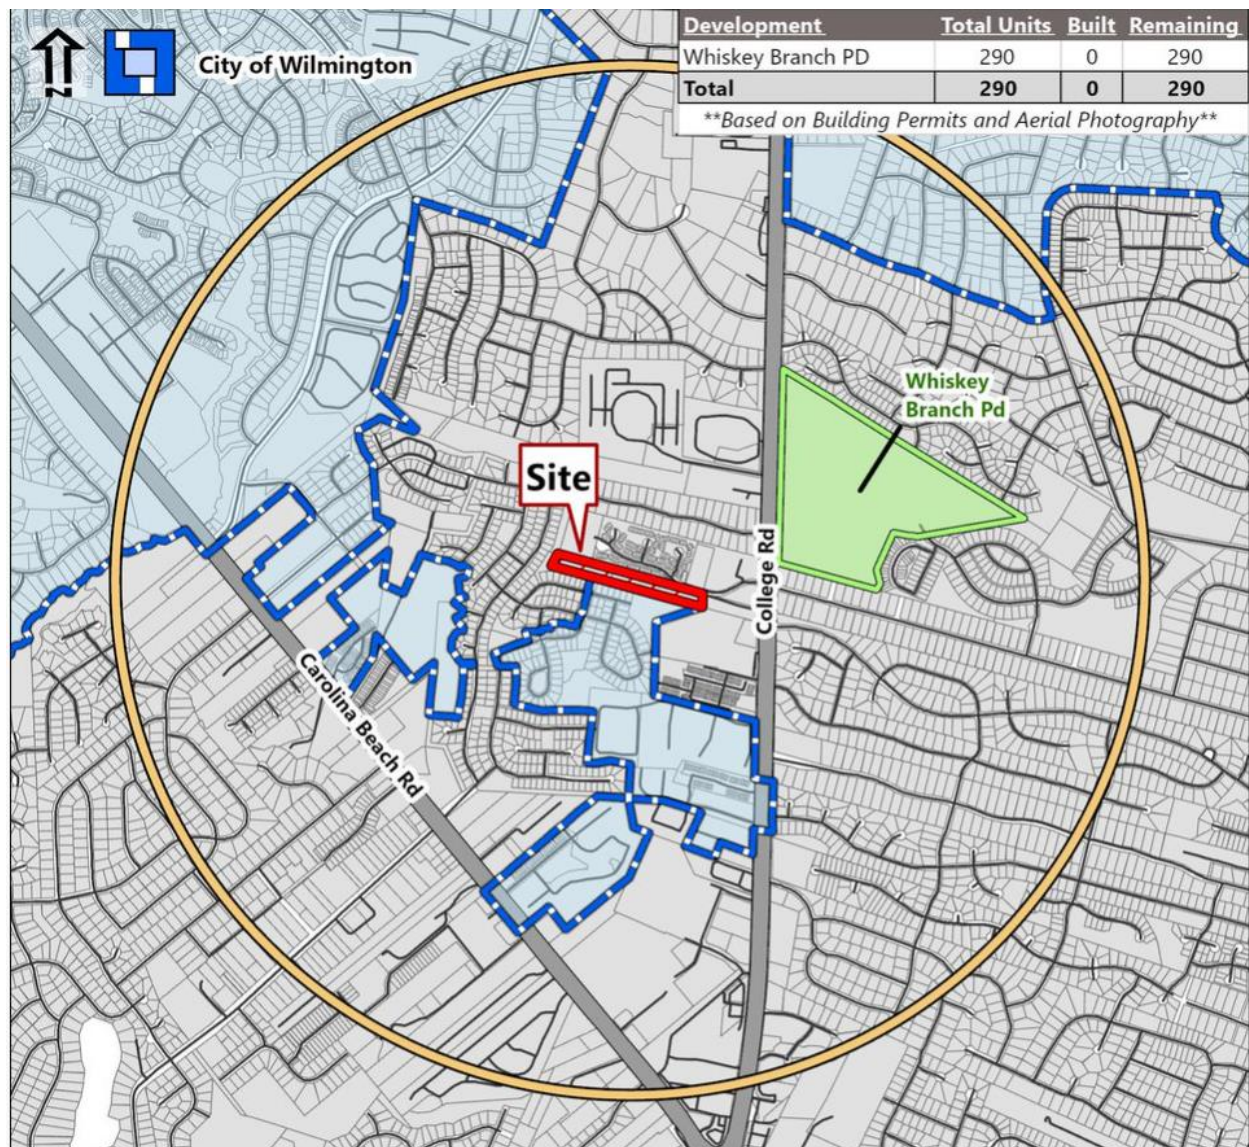 Development Total Units Built Remaining
Whiskey Branch PD 290 0 290
Total 290 0 290
**Based on Building Permits and Aerial Photography**
N
City of Wilmington
Whiskey
Branch Pd
Site
College Rd
Carolina Beach Rd